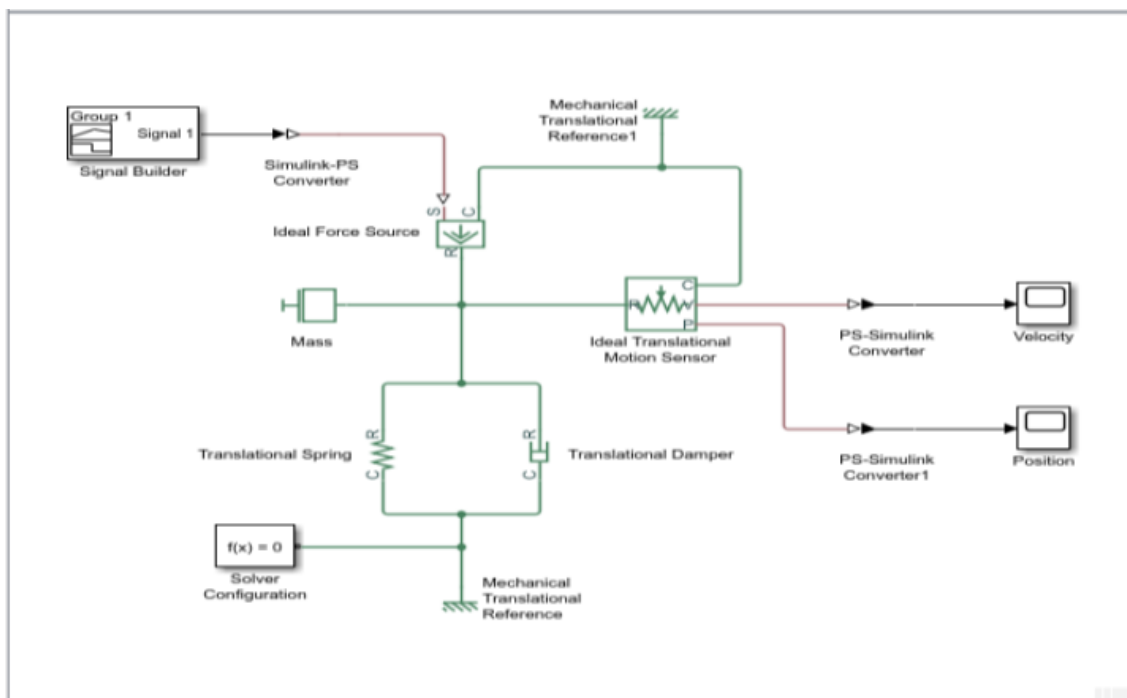 Group 1
Signal 1
Signal Builder
Simulink-PS
Converter
Mechanical
Translational
Reference1
S
C
Ideal Force Source
R
Mass
C
R
V
P
Ideal Translational
Motion Sensor
PS-Simulink
Converter
Velocity
R
Translational Spring
C
R
C
Translational Damper
PS-Simulink
Converter1
Position
f(x) = 0
Solver
Configuration
Mechanical
Translational
Reference